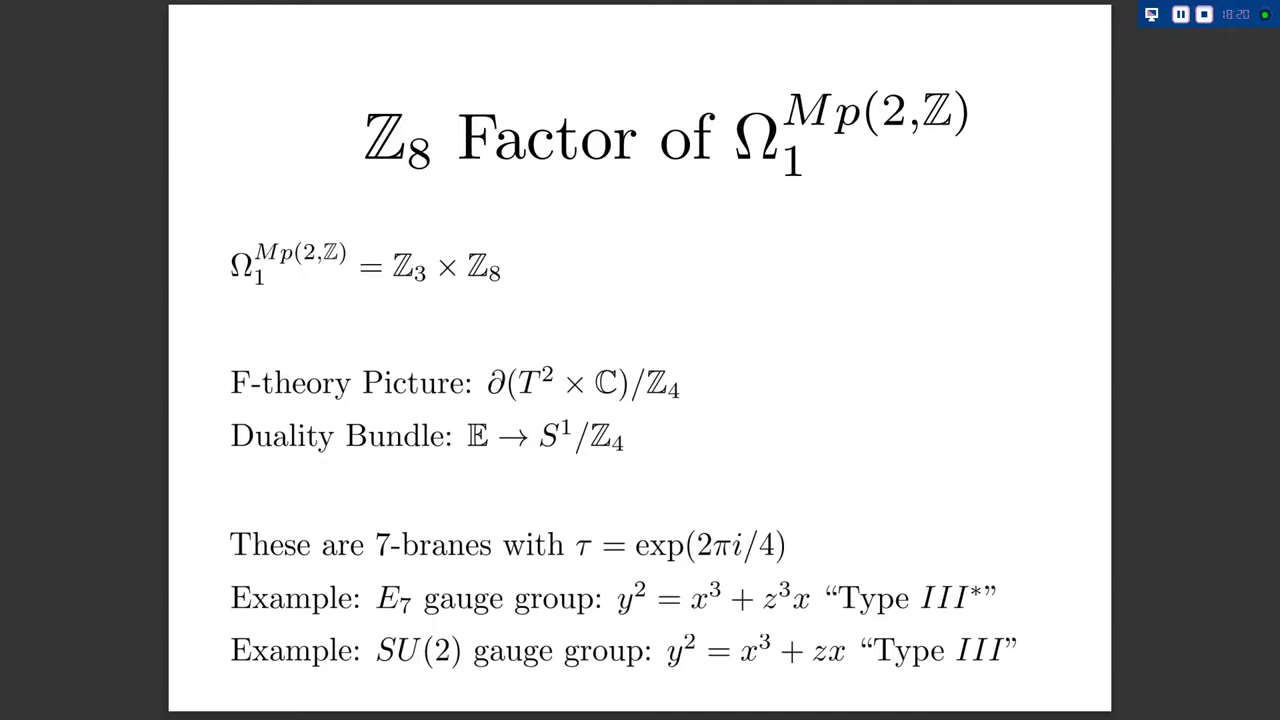 18:20
ℤ₈ Factor of Ω₁^{Mp(2,ℤ)}
Ω₁^{Mp(2,ℤ)} = ℤ₃ × ℤ₈
F-theory Picture: ∂(T² × ℂ)/ℤ₄
Duality Bundle: 𝔼 → S¹/ℤ₄
These are 7-branes with τ = exp(2πi/4)
Example: E₇ gauge group: y² = x³ + z³x “Type III*”
Example: SU(2) gauge group: y² = x³ + zx “Type III”